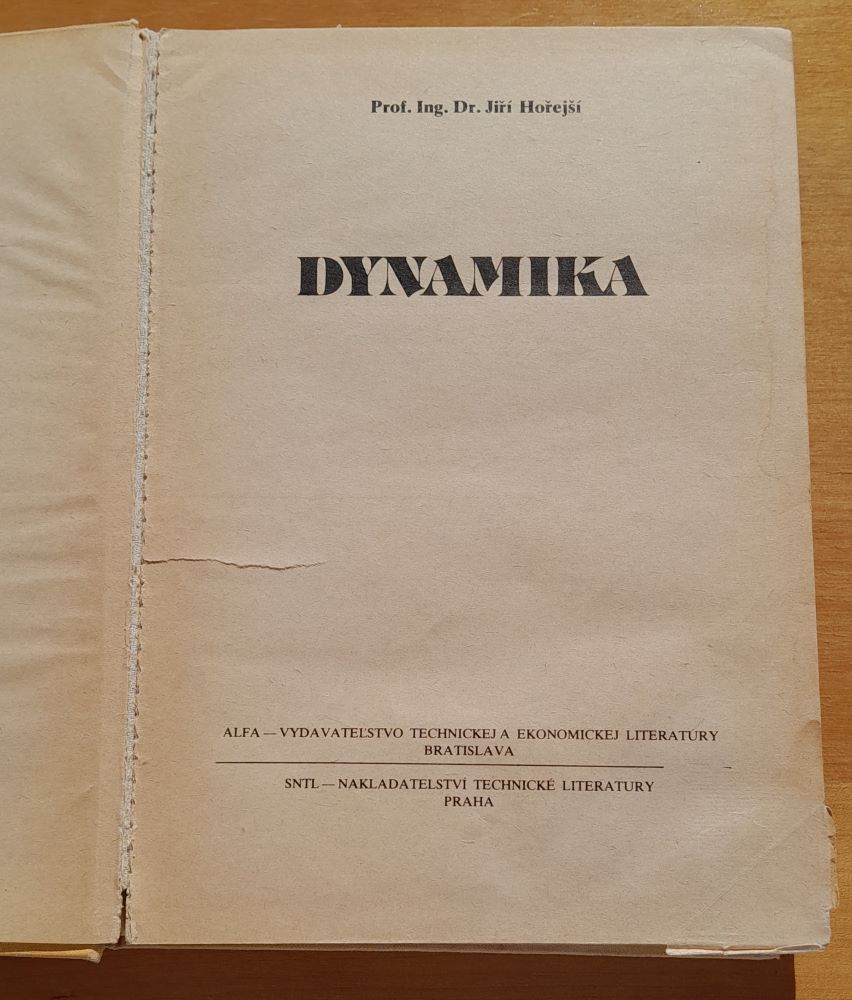 Prof. Ing. Dr. Jiří Hořejší
DYNAMIKA
ALFA — VYDAVATEĽSTVO TECHNICKEJ A EKONOMICKEJ LITERATÚRY
BRATISLAVA
SNTL — NAKLADATELSTVÍ TECHNICKÉ LITERATURY
PRAHA